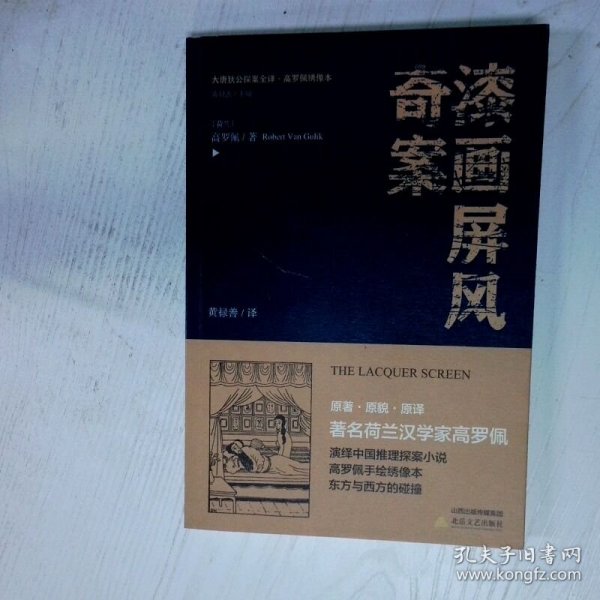 大唐狄公探案全译·高罗佩绣像本
（荷兰）
高罗佩/著 Robert Van Gulik
漆画屏风
奇案
黄禄善/译
THE LACQUER SCREEN
原著·原貌·原译
著名荷兰汉学家高罗佩
演绎中国推理探案小说
高罗佩手绘绣像本
东方与西方的碰撞
山西出版传媒集团
北岳文艺出版社
孔夫子旧书网
www.kongfz.com